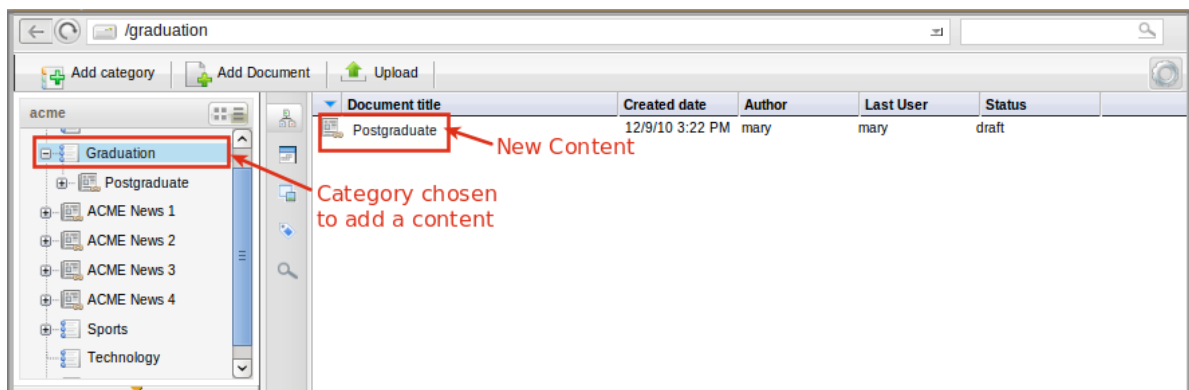 /graduation
Add category Add Document Upload
acme
Document title Created date Author Last User Status
Postgraduate 12/9/10 3:22 PM mary mary draft
New Content
Graduation
Postgraduate
Category chosen
to add a content
ACME News 1
ACME News 2
ACME News 3
ACME News 4
Sports
Technology